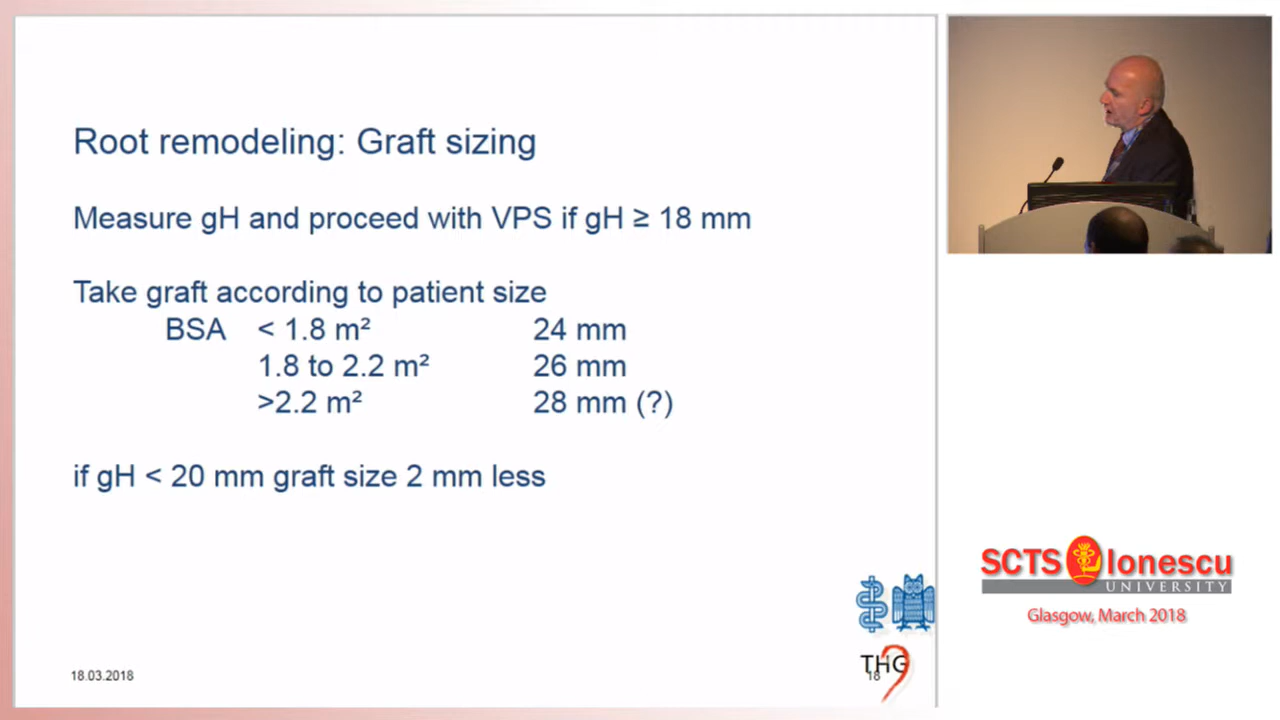 Root remodeling: Graft sizing
Measure gH and proceed with VPS if gH ≥ 18 mm
Take graft according to patient size
BSA < 1.8 m² 24 mm
1.8 to 2.2 m² 26 mm
>2.2 m² 28 mm (?)
if gH < 20 mm graft size 2 mm less
18.03.2018
THG
18
SCTS Ionescu
UNIVERSITY
Glasgow, March 2018